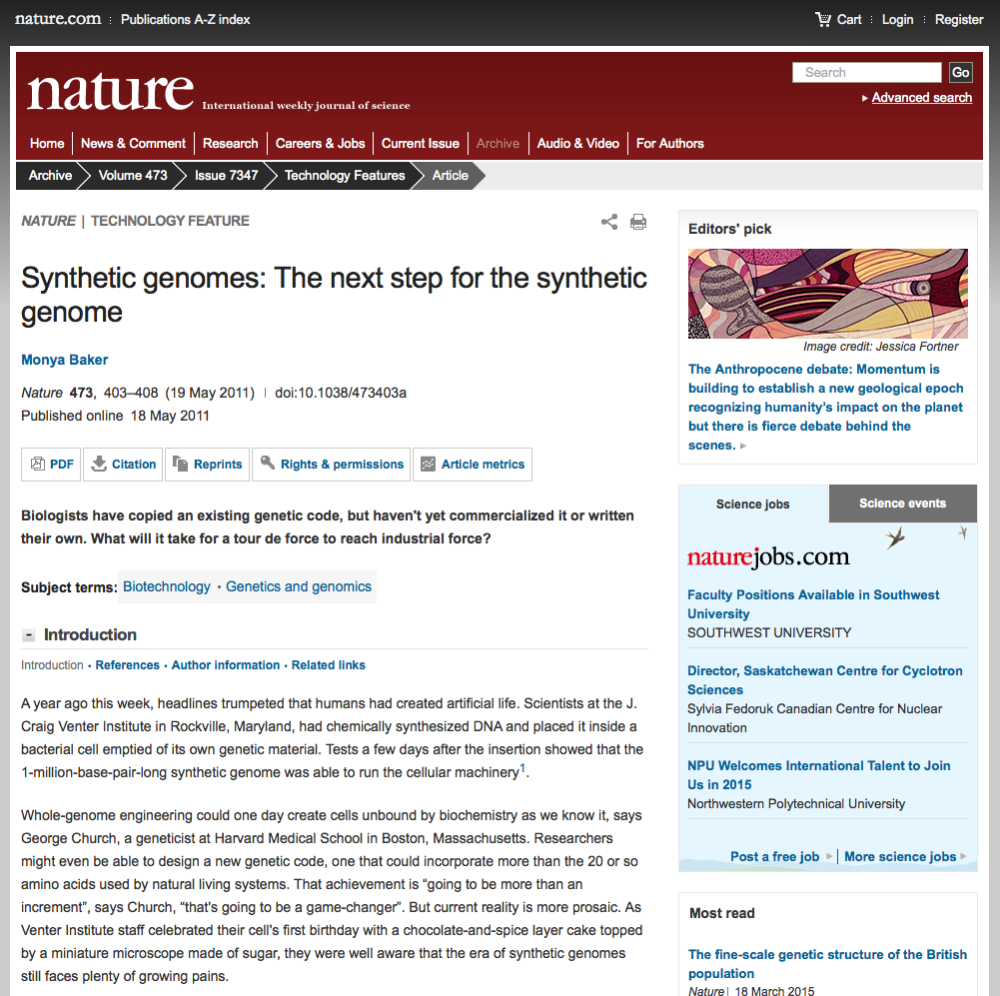 nature.com : Publications A-Z index
Cart : Login : Register
nature International weekly journal of science
Search Go
Advanced search
Home News & Comment Research Careers & Jobs Current Issue Archive Audio & Video For Authors
Archive Volume 473 Issue 7347 Technology Features Article
NATURE | TECHNOLOGY FEATURE
Synthetic genomes: The next step for the synthetic
genome
Monya Baker
Nature 473, 403–408 (19 May 2011) | doi:10.1038/473403a
Published online 18 May 2011
PDF Citation Reprints Rights & permissions Article metrics
Biologists have copied an existing genetic code, but haven't yet commercialized it or written
their own. What will it take for a tour de force to reach industrial force?
Subject terms: Biotechnology • Genetics and genomics
- Introduction
Introduction • References • Author information • Related links
A year ago this week, headlines trumpeted that humans had created artificial life. Scientists at the J.
Craig Venter Institute in Rockville, Maryland, had chemically synthesized DNA and placed it inside a
bacterial cell emptied of its own genetic material. Tests a few days after the insertion showed that the
1-million-base-pair-long synthetic genome was able to run the cellular machinery1.
Whole-genome engineering could one day create cells unbound by biochemistry as we know it, says
George Church, a geneticist at Harvard Medical School in Boston, Massachusetts. Researchers
might even be able to design a new genetic code, one that could incorporate more than the 20 or so
amino acids used by natural living systems. That achievement is “going to be more than an
increment”, says Church, “that's going to be a game-changer”. But current reality is more prosaic. As
Venter Institute staff celebrated their cell's first birthday with a chocolate-and-spice layer cake topped
by a miniature microscope made of sugar, they were well aware that the era of synthetic genomes
still faces plenty of growing pains.
Editors' pick
Image credit: Jessica Fortner
The Anthropocene debate: Momentum is
building to establish a new geological epoch
recognizing humanity’s impact on the planet
but there is fierce debate behind the
scenes.
Science jobs Science events
naturejobs.com
Faculty Positions Available in Southwest
University
SOUTHWEST UNIVERSITY
Director, Saskatchewan Centre for Cyclotron
Sciences
Sylvia Fedoruk Canadian Centre for Nuclear
Innovation
NPU Welcomes International Talent to Join
Us in 2015
Northwestern Polytechnical University
Post a free job | More science jobs
Most read
The fine-scale genetic structure of the British
population
Nature | 18 March 2015